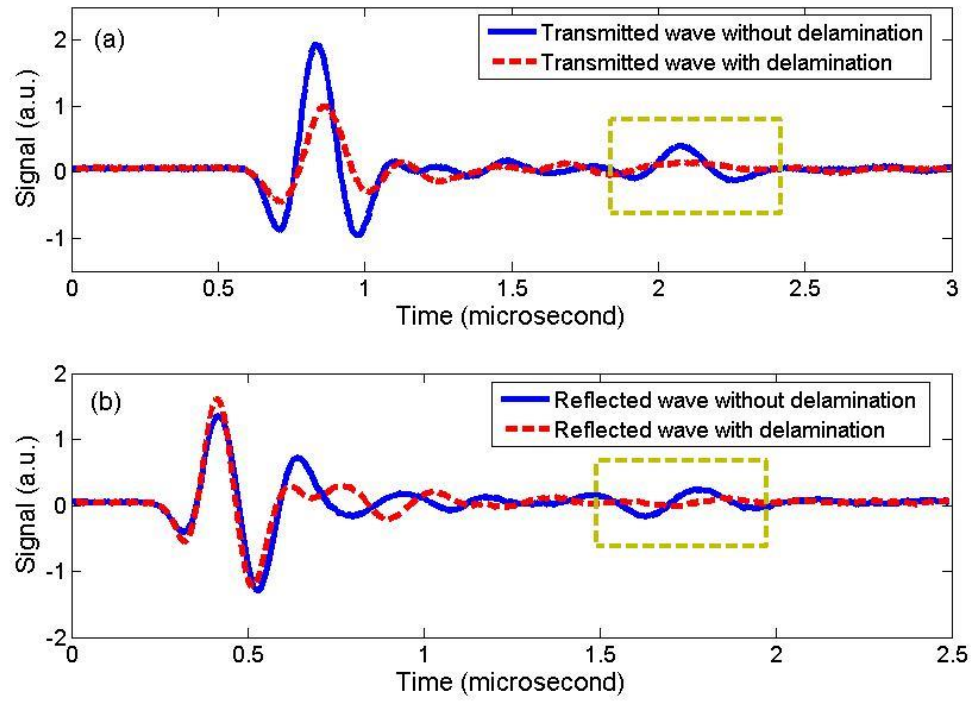 (a)
Transmitted wave without delamination
Transmitted wave with delamination
Signal (a.u.)
2
1
0
-1
0 0.5 1 1.5 2 2.5 3
Time (microsecond)
(b)
Reflected wave without delamination
Reflected wave with delamination
Signal (a.u.)
2
1
0
-1
-2
0 0.5 1 1.5 2 2.5
Time (microsecond)